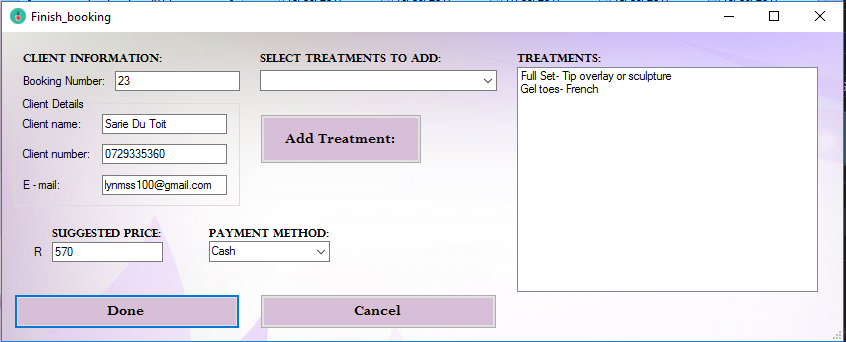 Finish_booking
CLIENT INFORMATION:
Booking Number: 23
Client Details
Client name: Sarie Du Toit
Client number: 0729335360
E - mail: lynmss100@gmail.com
SUGGESTED PRICE:
R 570
PAYMENT METHOD:
Cash
SELECT TREATMENTS TO ADD:
Add Treatment:
TREATMENTS:
Full Set- Tip overlay or sculpture
Gel toes- French
Done
Cancel